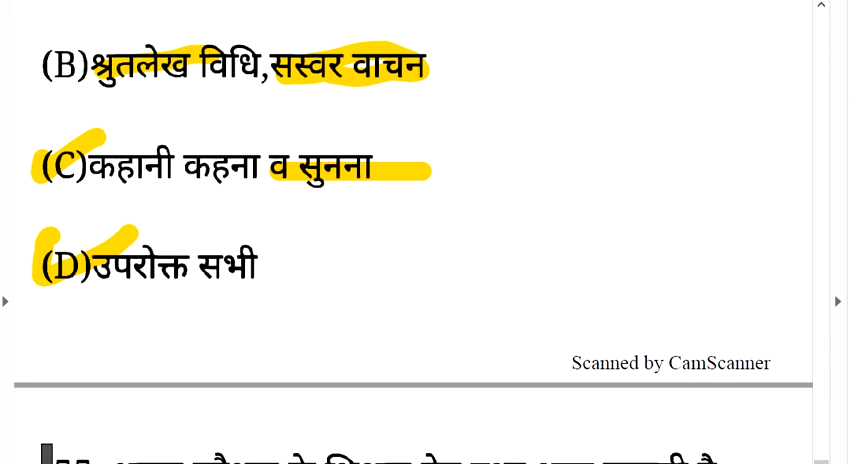 (B)श्रुतलेख विधि,सस्वर वाचन
(C)कहानी कहना व सुनना
(D)उपरोक्त सभी
Scanned by CamScanner